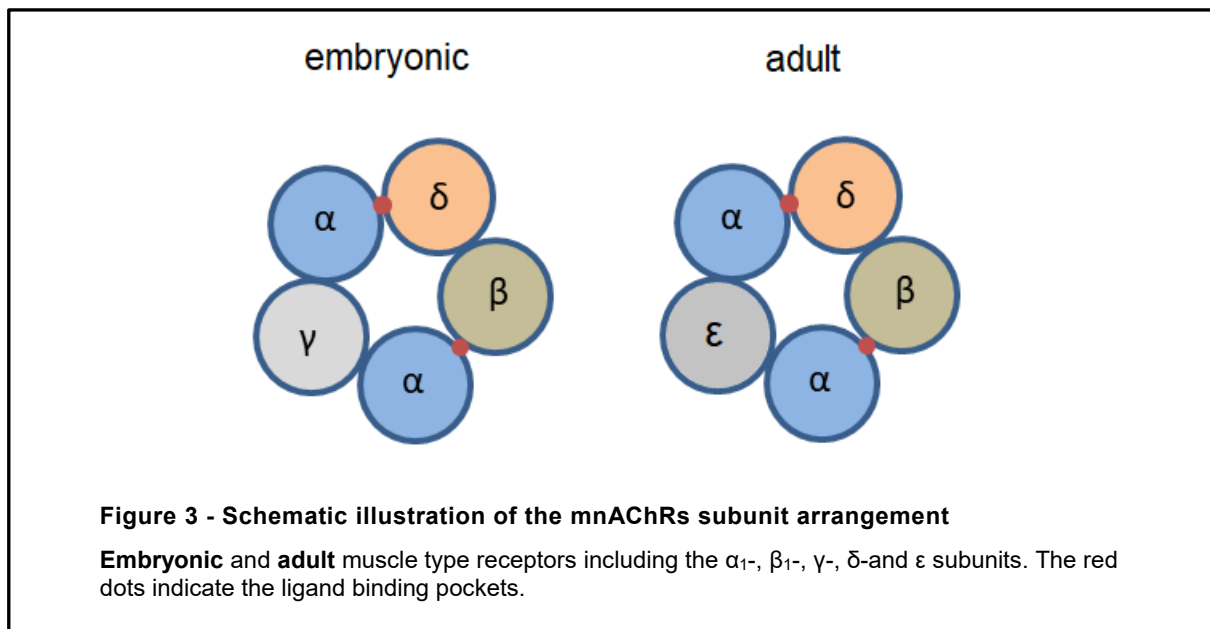 embryonic adult
δ δ
α α
β β
γ ε
α α
Figure 3 - Schematic illustration of the mnAChRs subunit arrangement
Embryonic and adult muscle type receptors including the α₁-, β₁-, γ-, δ-and ε subunits. The red
dots indicate the ligand binding pockets.